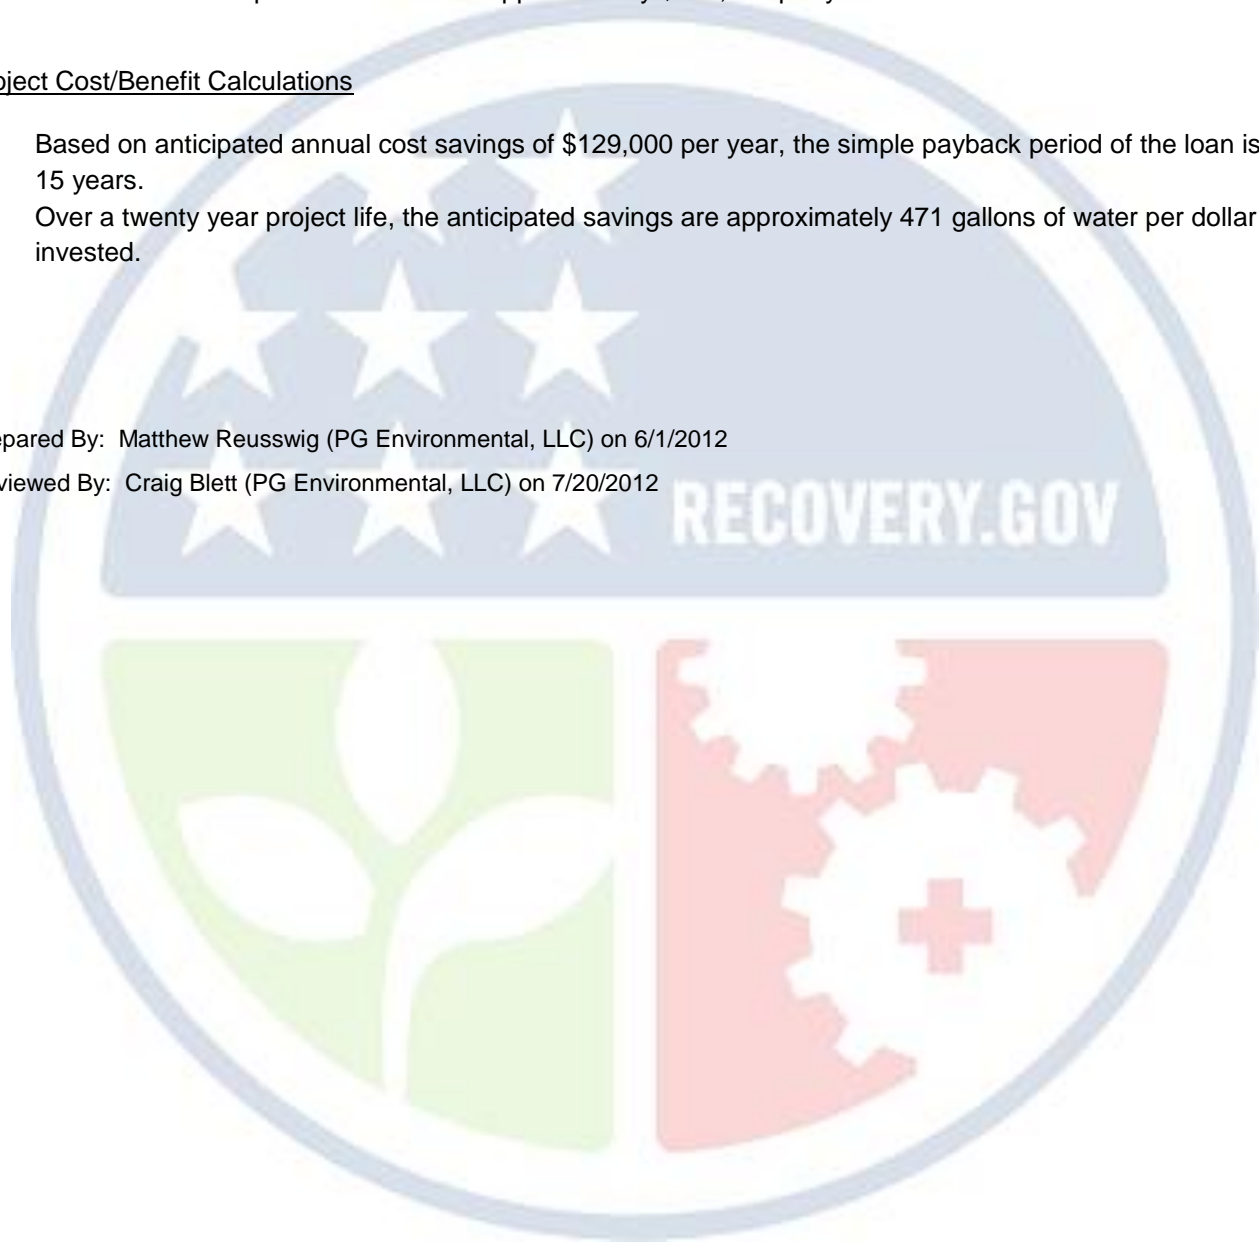 oject Cost/Benefit Calculations
Based on anticipated annual cost savings of $129,000 per year, the simple payback period of the loan is
15 years.
Over a twenty year project life, the anticipated savings are approximately 471 gallons of water per dollar
invested.
epared By: Matthew Reusswig (PG Environmental, LLC) on 6/1/2012
viewed By: Craig Blett (PG Environmental, LLC) on 7/20/2012
RECOVERY.GOV